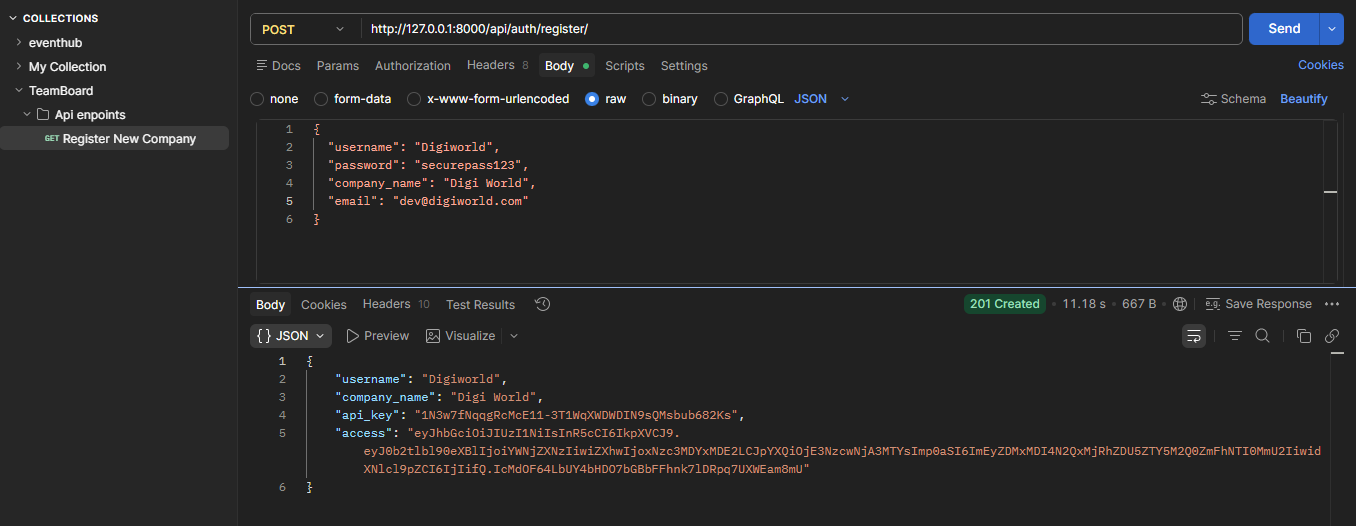 COLLECTIONS
eventhub
My Collection
TeamBoard
Api enpoints
GET Register New Company
POST http://127.0.0.1:8000/api/auth/register/ Send
Docs Params Authorization Headers 8 Body Scripts Settings Cookies
none form-data x-www-form-urlencoded raw binary GraphQL JSON Schema Beautify
1 {
2 "username": "Digiworld",
3 "password": "securepass123",
4 "company_name": "Digi World",
5 "email": "dev@digiworld.com"
6 }
Body Cookies Headers 10 Test Results 201 Created 11.18 s 667 B e.g. Save Response
{} JSON Preview Visualize
1 {
2 "username": "Digiworld",
3 "company_name": "Digi World",
4 "api_key": "1N3w7fNqqgRcMcE11-3T1WqXWDWDIN9sQMsbub682Ks",
5 "access": "eyJhbGciOiJIUzI1NiIsInR5cCI6IkpXVCJ9.
eyJ0b2tlbl90eXBlIjoiYWNjZXNzIiwiZXhwIjoxNzc3MDYxMDE2LCJpYXQiOjE3NzcwNjA3MTYsImp0aSI6ImEyZDMxMDI4N2QxMjRhZDU5ZTY5M2Q0ZmFhNTI0MmU2Iiwid
XNlcl9pZCI6IjIifQ.IcMdOF64LbUY4bHDO7bGBbFFhnk7lDRpq7UXWEam8mU"
6 }